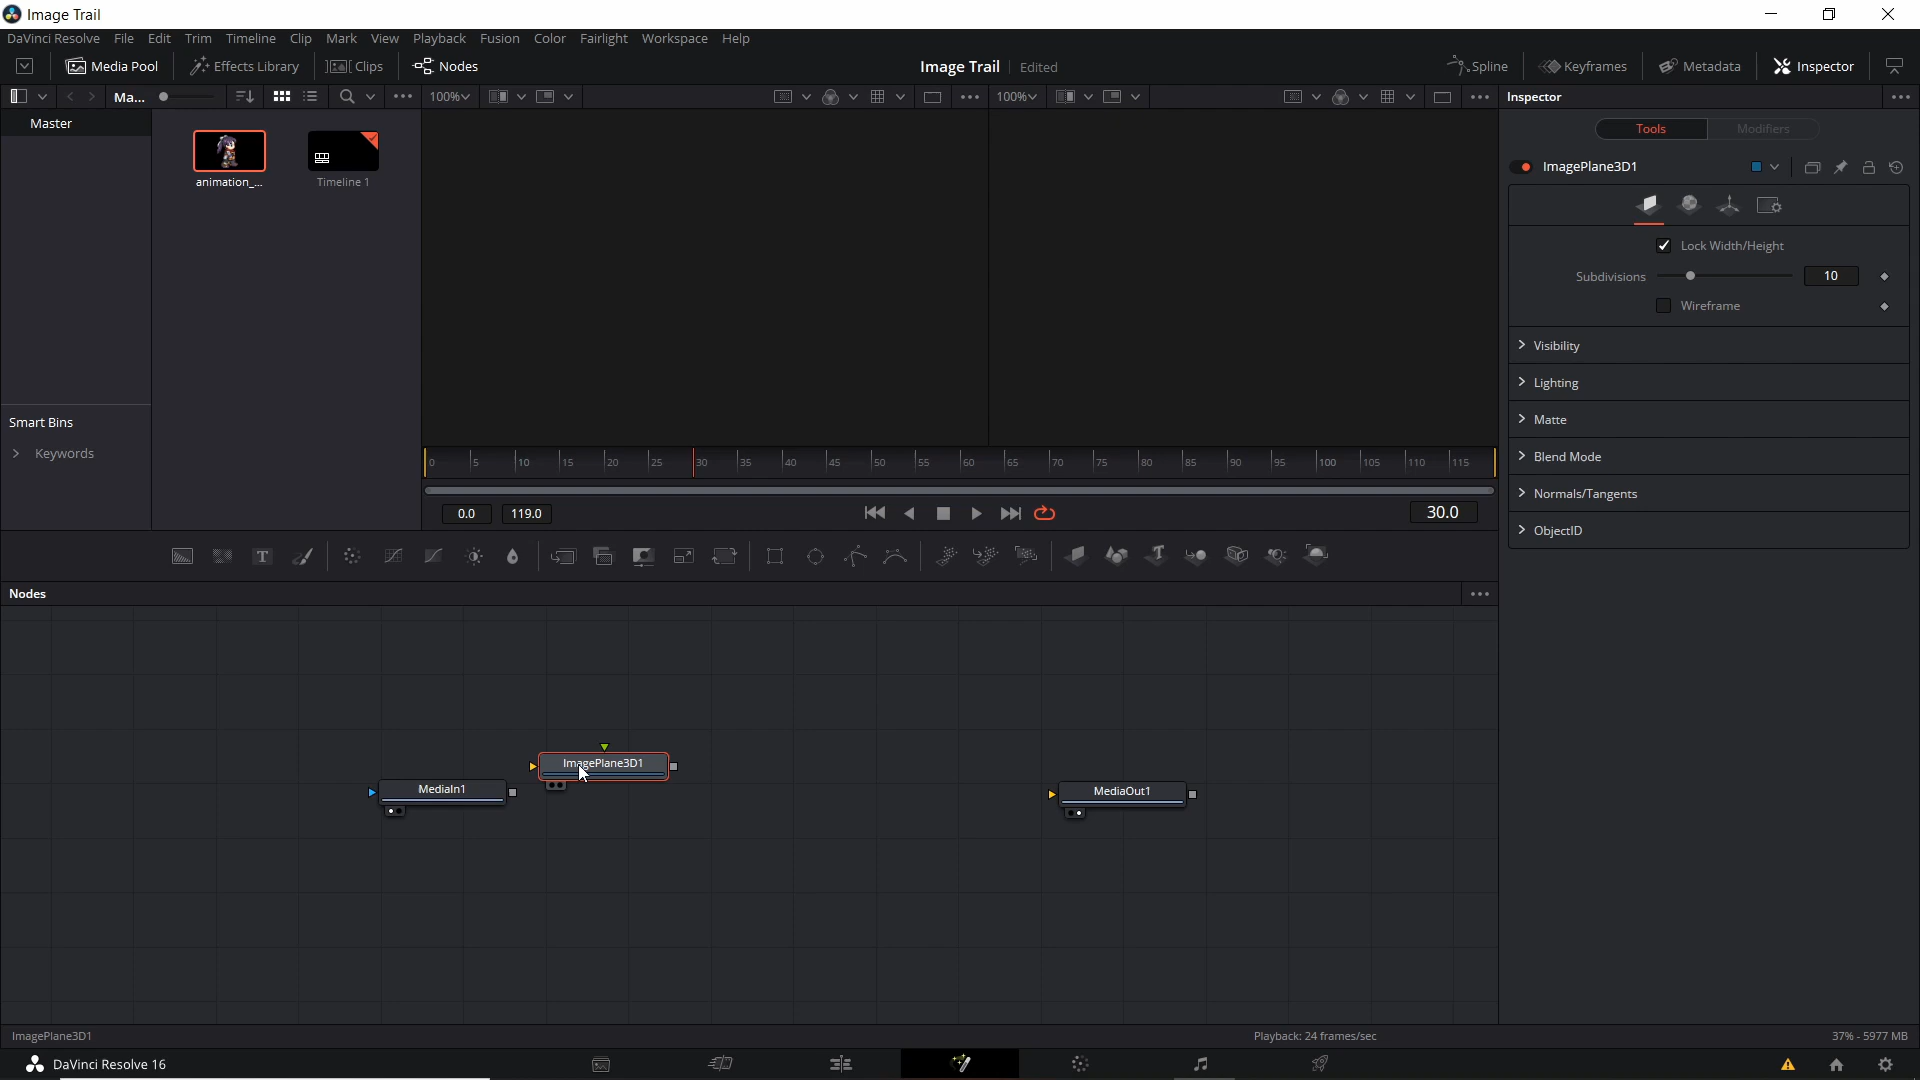 Image Trail
DaVinci Resolve File Edit Trim Timeline Clip Mark View Playback Fusion Color Fairlight Workspace Help
Media Pool Effects Library Clips Nodes Image Trail Edited Spline Keyframes Metadata Inspector
Ma... 100% 100% Inspector
Master
Tools Modifiers
ImagePlane3D1
animation_... Timeline 1
Lock Width/Height
Subdivisions 10
Wireframe
Visibility
Lighting
Matte
Blend Mode
Normals/Tangents
ObjectID
Smart Bins
Keywords
0 5 10 15 20 25 30 35 40 45 50 55 60 65 70 75 80 85 90 95 100 105 110 115
0.0 119.0 30.0
T T
Nodes
ImagePlane3D1
MediaIn1
MediaOut1
ImagePlane3D1 Playback: 24 frames/sec 37% - 5977 MB
DaVinci Resolve 16